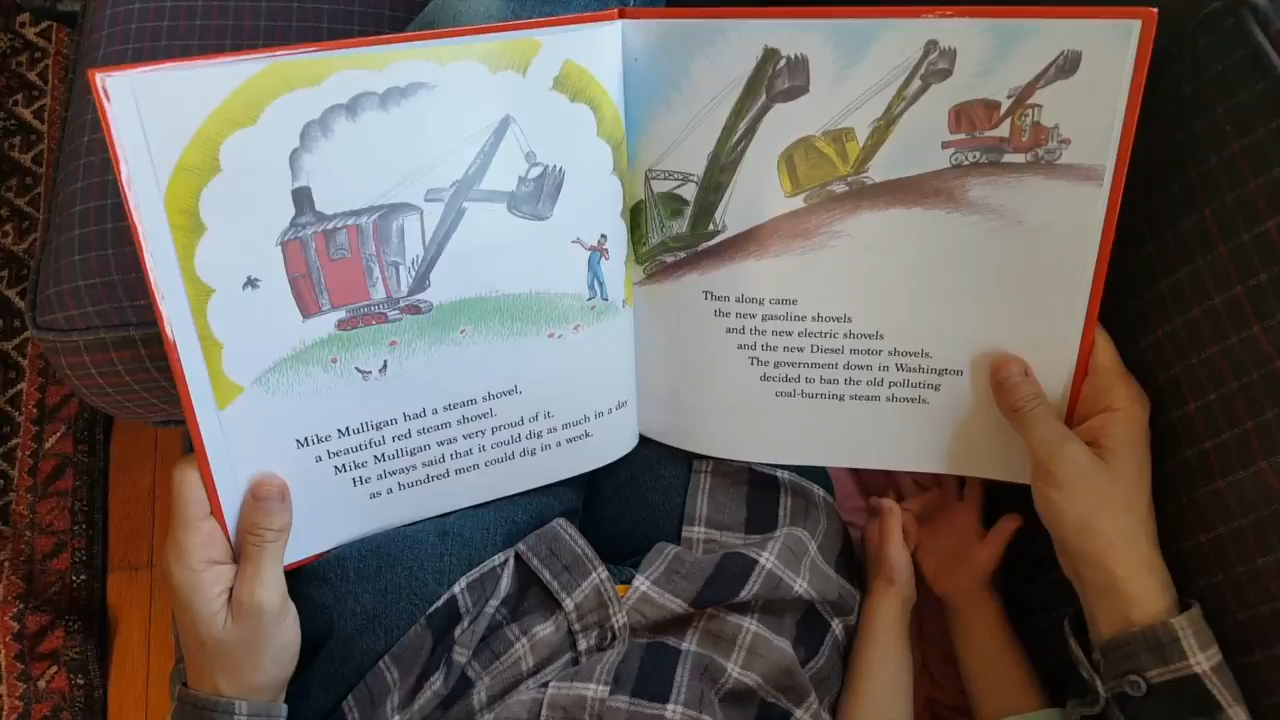 Mike Mulligan had a steam shovel,
a beautiful red steam shovel.
Mike Mulligan was very proud of it.
He always said that it could dig as much in a day
as a hundred men could dig in a week.
Then along came
the new gasoline shovels
and the new electric shovels
and the new Diesel motor shovels.
The government down in Washington
decided to ban the old polluting
coal-burning steam shovels.